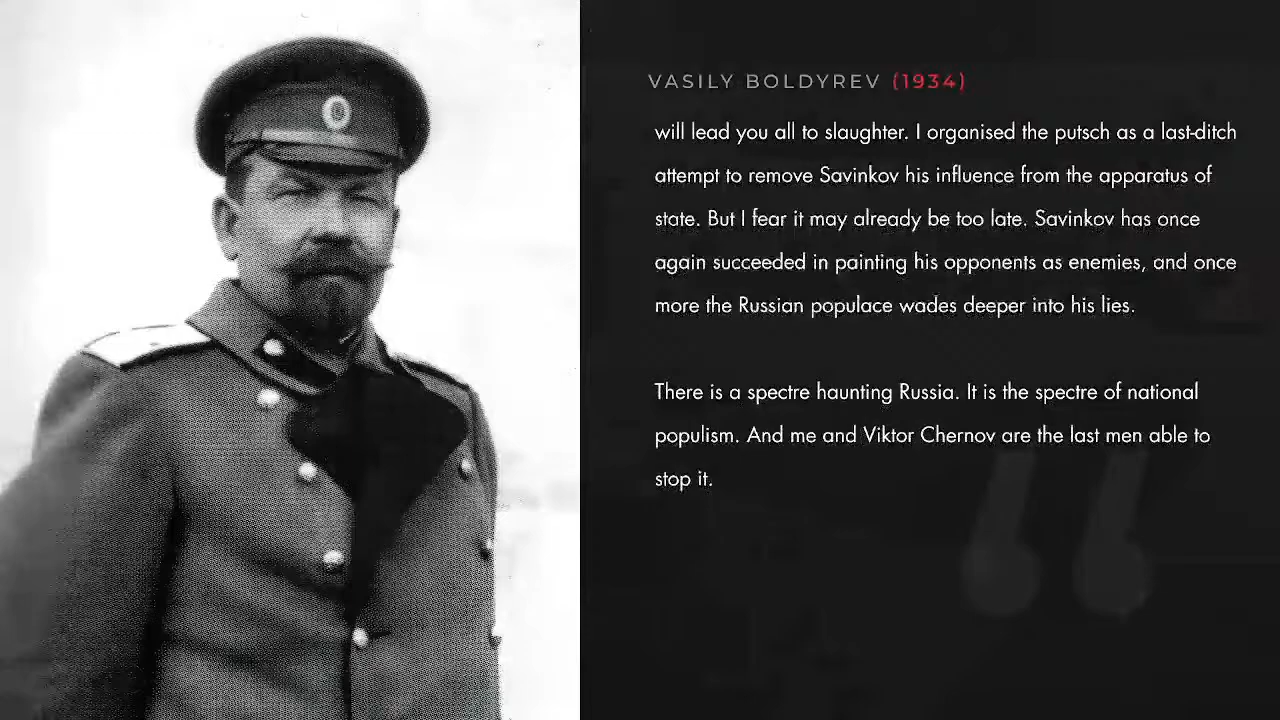 VASILY BOLDYREV (1934)
will lead you all to slaughter. I organised the putsch as a last-ditch
attempt to remove Savinkov his influence from the apparatus of
state. But I fear it may already be too late. Savinkov has once
again succeeded in painting his opponents as enemies, and once
more the Russian populace wades deeper into his lies.
There is a spectre haunting Russia. It is the spectre of national
populism. And me and Viktor Chernov are the last men able to
stop it.